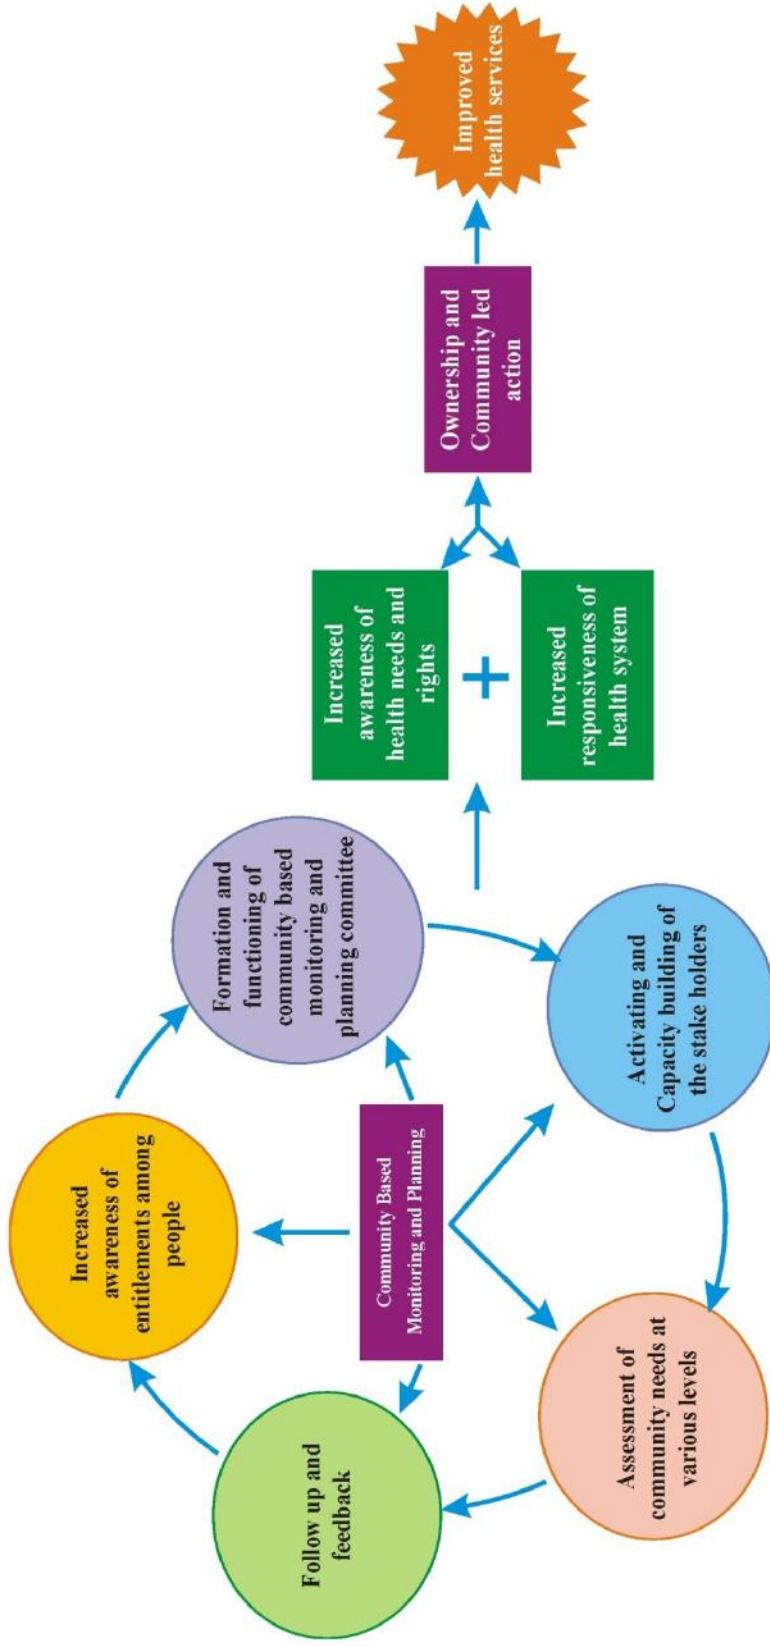 Increased
awareness of
entitlements among
people
Formation and
functioning of
community based
monitoring and
planning committee
Activating and
Capacity building of
the stake holders
Assessment of
community needs at
various levels
Follow up and
feedback
Community Based
Monitoring and Planning
Increased
awareness of
health needs and
rights
+
Increased
responsiveness of
health system
Ownership and
Community led
action
Improved
health services